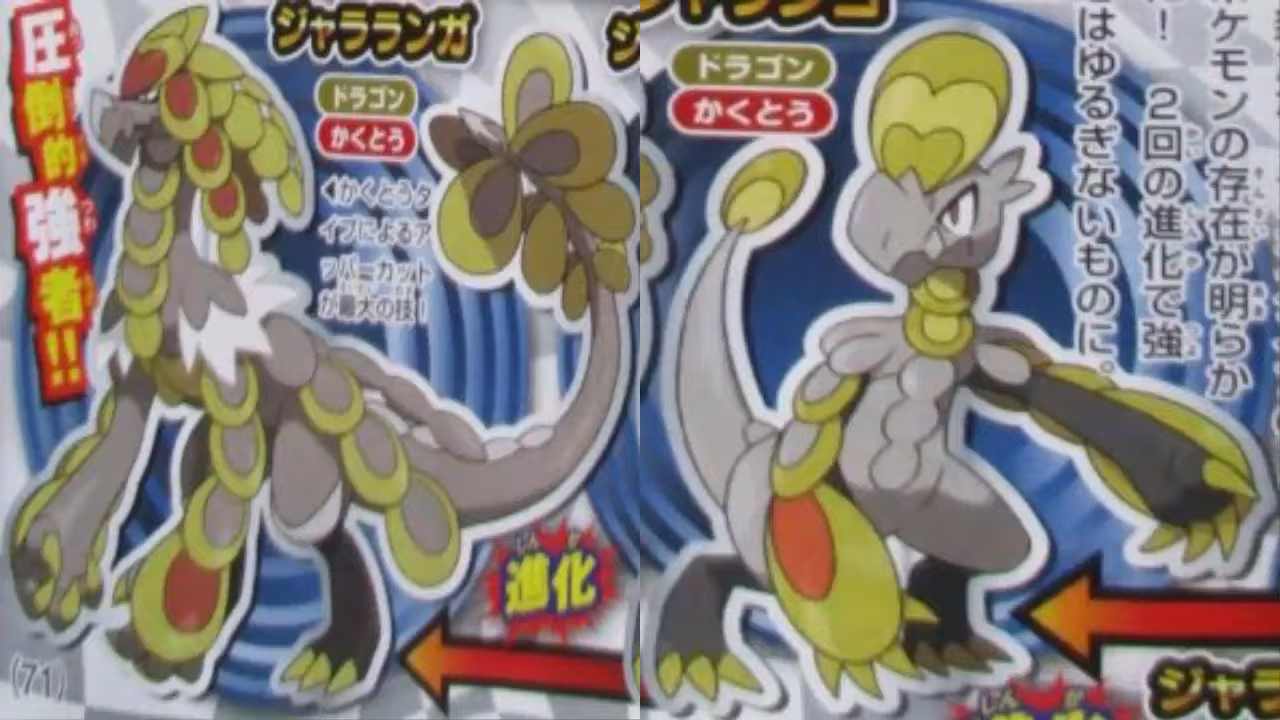 圧倒的強者!!
ジャラランガ
ドラゴン
かくとう
◀かくとうタ
イプによるア
ッパーカット
が最大の技!
進化
(71)
ドラゴン
かくとう
ケモンの存在が明らか
! 2回の進化で強
はゆるぎないものに。
ジャラ